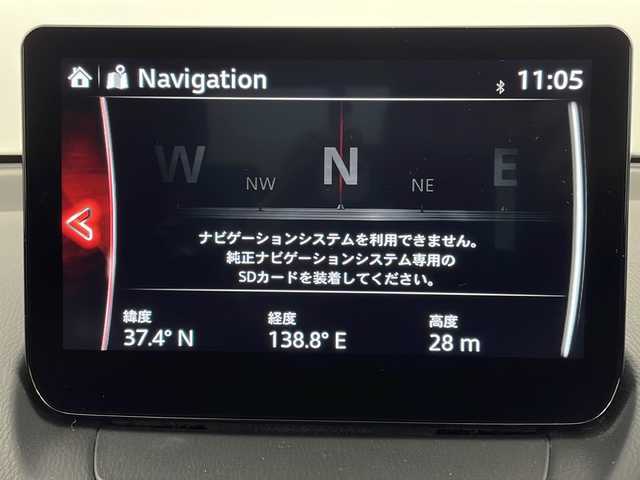 Navigation 11:05
W NW N NE E
ナビゲーションシステムを利用できません。
純正ナビゲーションシステム専用の
SDカードを装着してください。
緯度 経度 高度
37.4° N 138.8° E 28 m